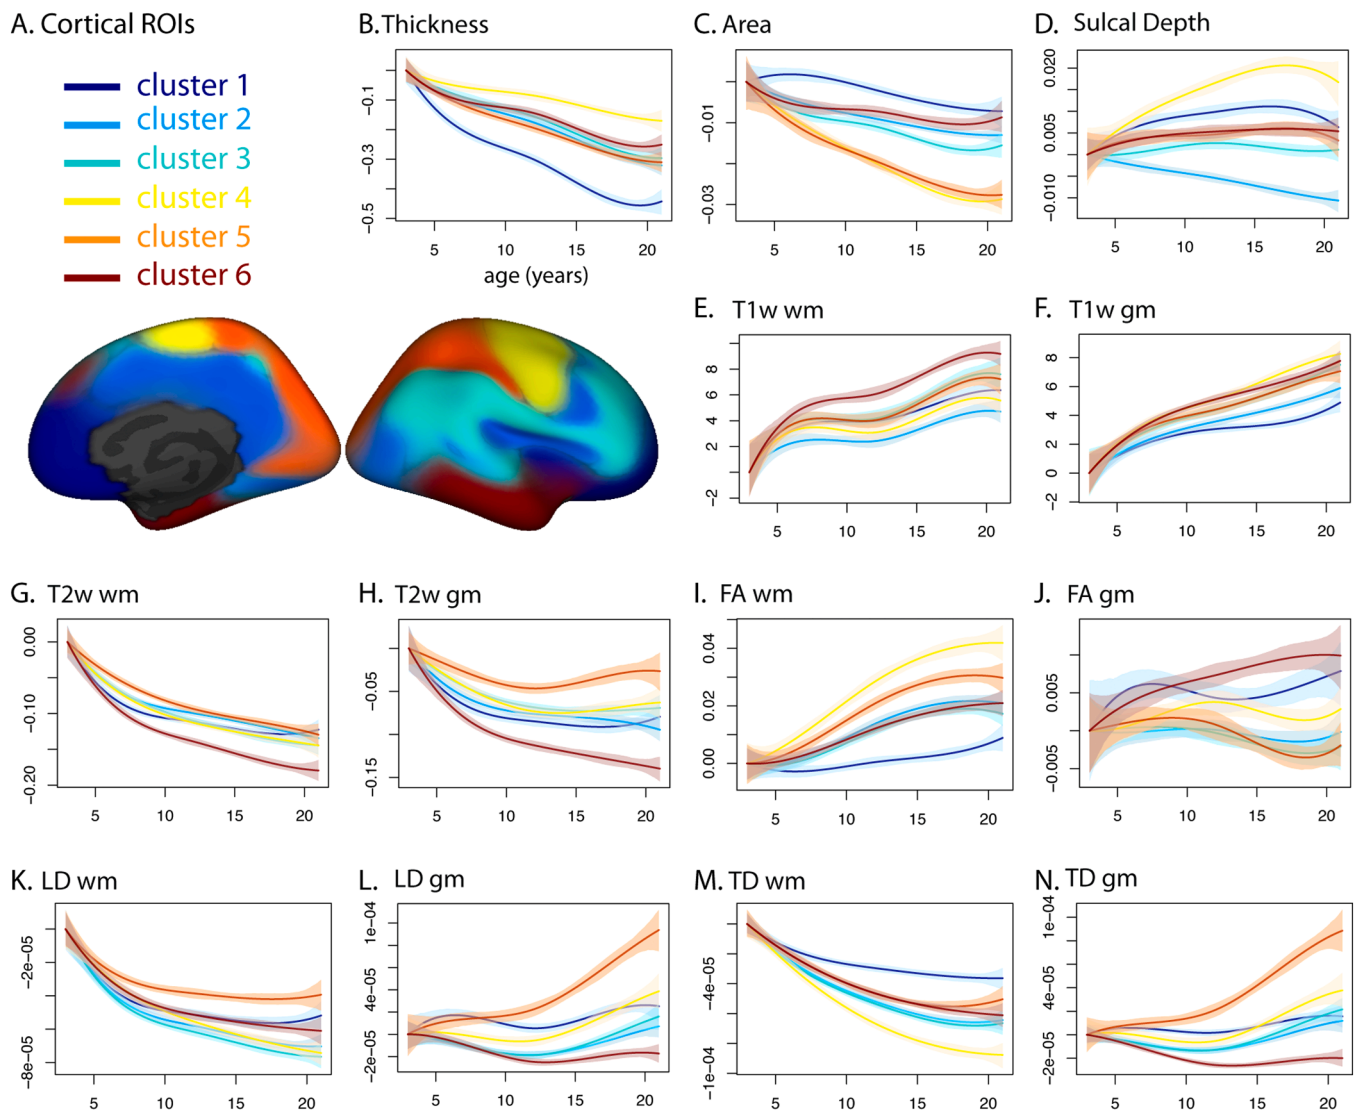 A. Cortical ROIs
cluster 1
cluster 2
cluster 3
cluster 4
cluster 5
cluster 6
B. Thickness
-0.1
-0.3
-0.5
5 10 15 20
age (years)
C. Area
-0.01
-0.03
5 10 15 20
D. Sulcal Depth
0.020
0.005
-0.010
5 10 15 20
E. T1w wm
8
6
4
2
-2
5 10 15 20
F. T1w gm
8
6
4
2
0
-2
5 10 15 20
G. T2w wm
0.00
-0.10
-0.20
5 10 15 20
H. T2w gm
-0.05
-0.15
5 10 15 20
I. FA wm
0.04
0.02
0.00
5 10 15 20
J. FA gm
0.005
-0.005
5 10 15 20
K. LD wm
-2e-05
-8e-05
5 10 15 20
L. LD gm
1e-04
4e-05
-2e-05
5 10 15 20
M. TD wm
-4e-05
-1e-04
5 10 15 20
N. TD gm
1e-04
4e-05
-2e-05
5 10 15 20